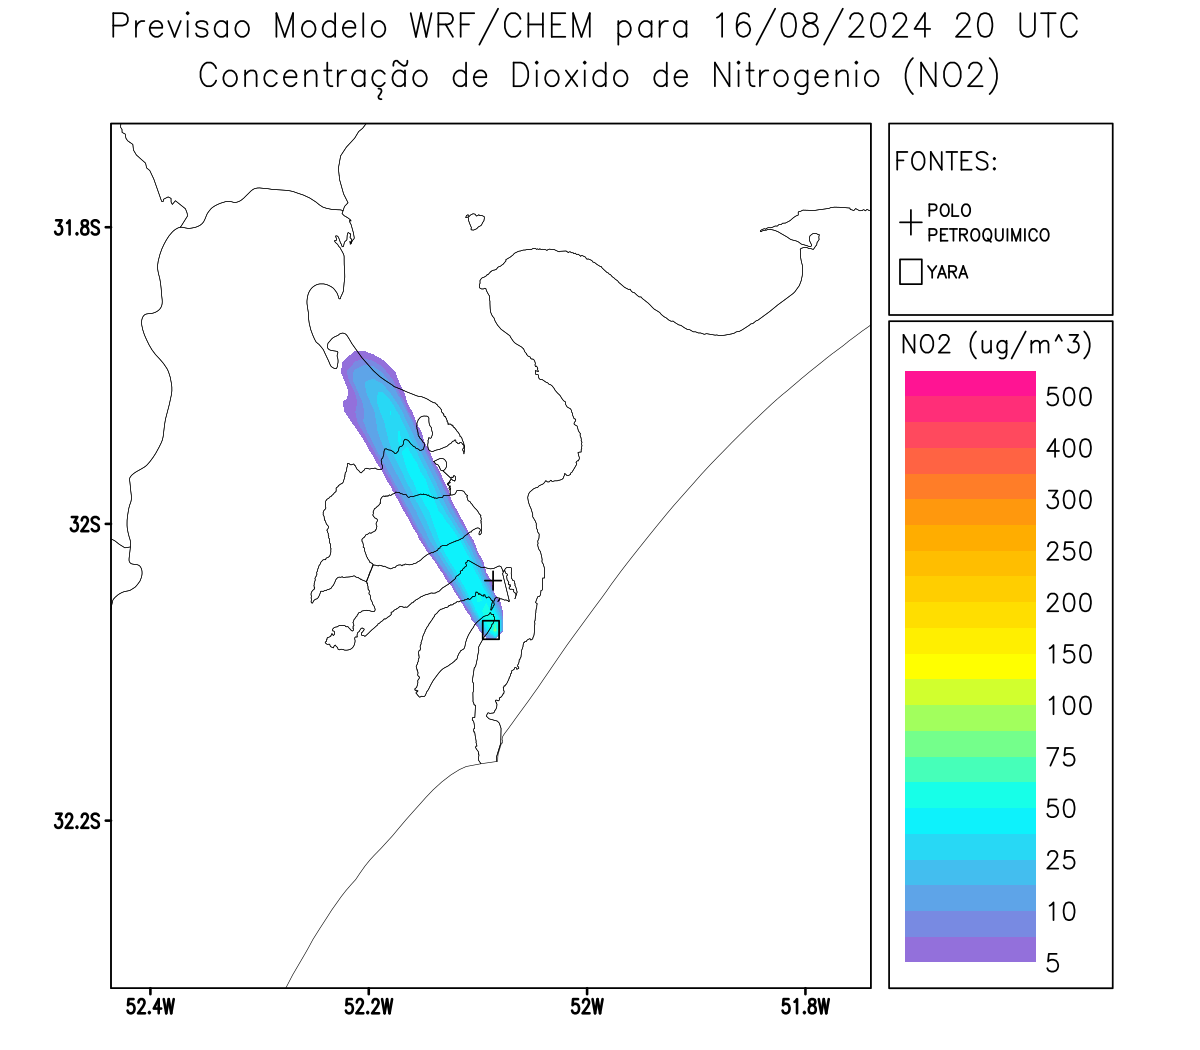 Previsao Modelo WRF/CHEM para 16/08/2024 20 UTC
Concentração de Dioxido de Nitrogenio (NO2)
FONTES:
POLO
PETROQUIMICO
YARA
NO2 (ug/m^3)
500
400
300
250
200
150
100
75
50
25
10
5
31.8S
32S
32.2S
52.4W
52.2W
52W
51.8W